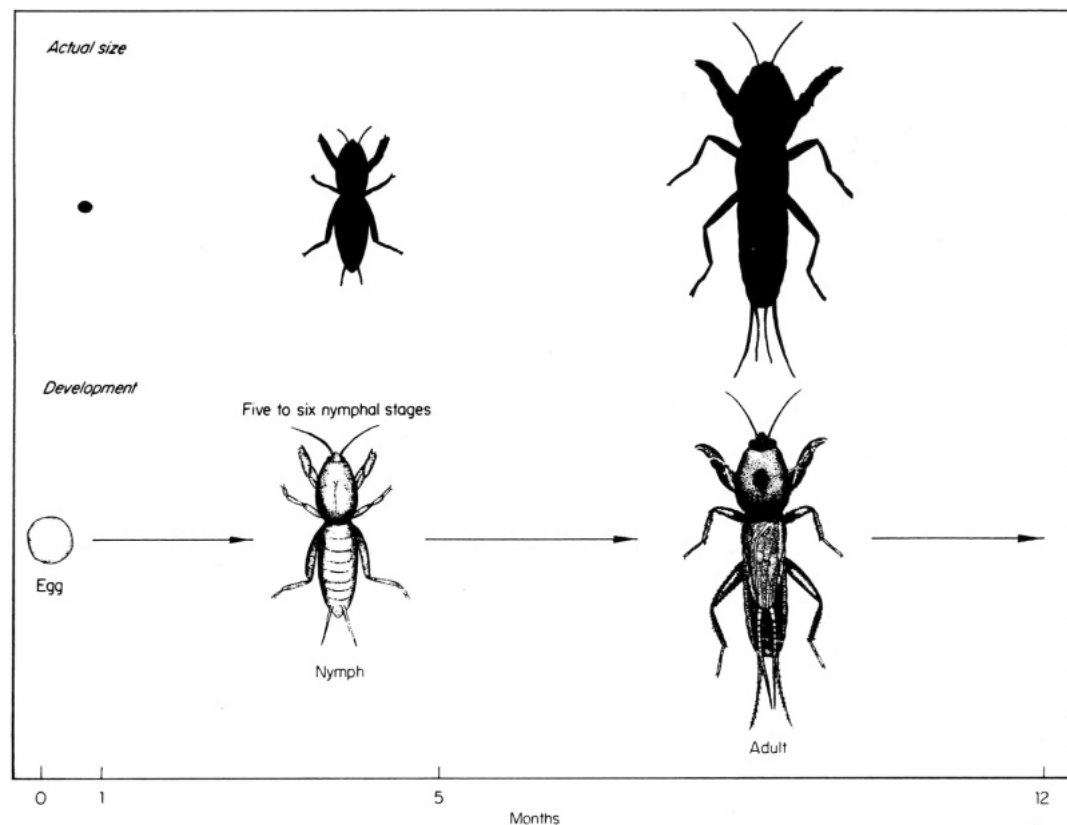 Actual size
Development
Five to six nymphal stages
Egg
Nymph
Adult
0 1 5 12
Months